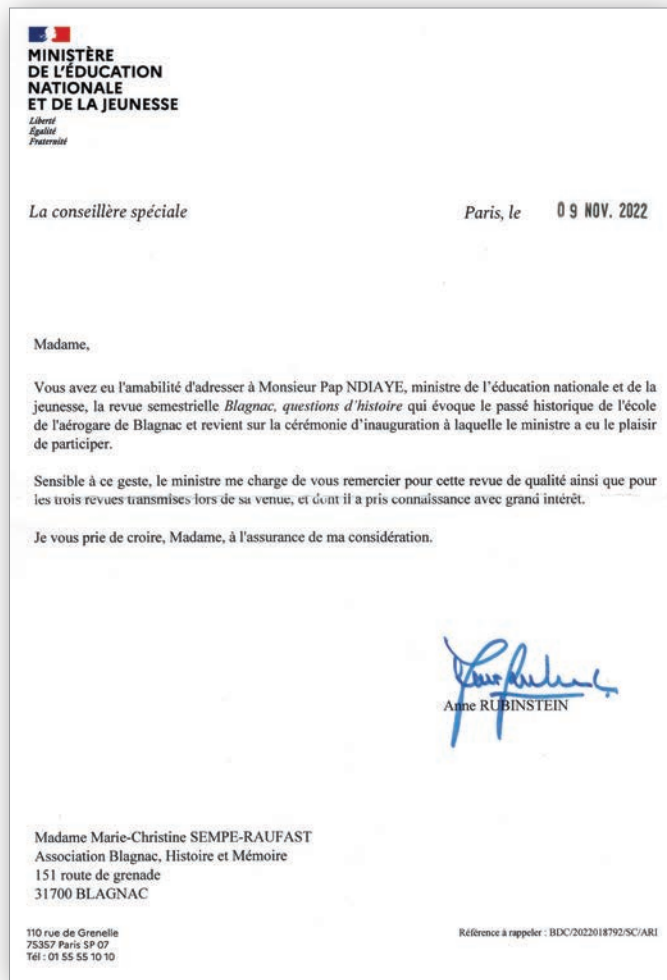 MINISTÈRE
DE L'ÉDUCATION
NATIONALE
ET DE LA JEUNESSE
Liberté
Égalité
Fraternité
La conseillère spéciale
Paris, le 09 NOV. 2022
Madame,
Vous avez eu l'amabilité d'adresser à Monsieur Pap NDIAYE, ministre de l'éducation nationale et de la
jeunesse, la revue semestrielle Blagnac, questions d'histoire qui évoque le passé historique de l'école
de l'aérogare de Blagnac et revient sur la cérémonie d'inauguration à laquelle le ministre a eu le plaisir
de participer.
Sensible à ce geste, le ministre me charge de vous remercier pour cette revue de qualité ainsi que pour
les trois revues transmises lors de sa venue, et dont il a pris connaissance avec grand intérêt.
Je vous prie de croire, Madame, à l'assurance de ma considération.
Anne RUBINSTEIN
Madame Marie-Christine SEMPE-RAUFAST
Association Blagnac, Histoire et Mémoire
151 route de grenade
31700 BLAGNAC
110 rue de Grenelle
75357 Paris SP 07
Tél : 01 55 55 10 10
Référence à rappeler : BDC/2022018792/SC/ARI